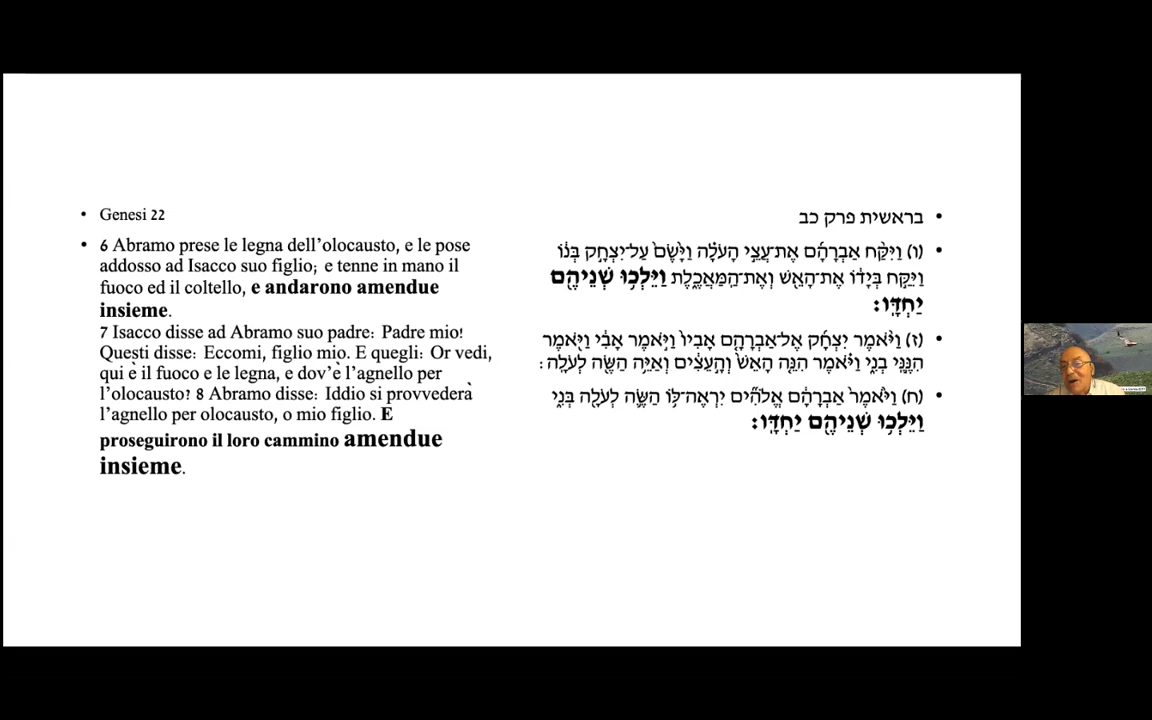 Genesi 22
6 Abramo prese le legna dell'olocausto, e le pose
addosso ad Isacco suo figlio; e tenne in mano il
fuoco ed il coltello, e andarono amendue
insieme.
7 Isacco disse ad Abramo suo padre: Padre mio!
Questi disse: Eccomi, figlio mio. E quegli: Or vedi,
qui è il fuoco e le legna, e dov'è l'agnello per
l'olocausto? 8 Abramo disse: Iddio si provvederà
l'agnello per olocausto, o mio figlio. E
proseguirono il loro cammino amendue
insieme.
בראשית פרק כב
(ו) וַיִּקַּ֨ח אַבְרָהָ֜ם אֶת־עֲצֵ֣י הָעֹלָ֗ה וַיָּ֙שֶׂם֙ עַל־יִצְחָ֣ק בְּנ֔וֹ
וַיִּקַּ֣ח בְּיָד֔וֹ אֶת־הָאֵ֖שׁ וְאֶת־הַֽמַּאֲכֶ֑לֶת וַיֵּלְכ֥וּ שְׁנֵיהֶ֖ם
יַחְדָּֽו׃
(ז) וַיֹּ֨אמֶר יִצְחָ֜ק אֶל־אַבְרָהָ֤ם אָבִיו֙ וַיֹּ֣אמֶר אָבִ֔י וַיֹּ֖אמֶר
הִנֶּ֣נִּֽי בְנִ֑י וַיֹּ֗אמֶר הִנֵּ֤ה הָאֵשׁ֙ וְהָ֣עֵצִ֔ים וְאַיֵּ֥ה הַשֶּׂ֖ה לְעֹלָֽה׃
(ח) וַיֹּ֙אמֶר֙ אַבְרָהָ֔ם אֱלֹהִ֞ים יִרְאֶה־לּ֥וֹ הַשֶּׂ֛ה לְעֹלָ֖ה בְּנִ֑י
וַיֵּלְכ֥וּ שְׁנֵיהֶ֖ם יַחְדָּֽו׃